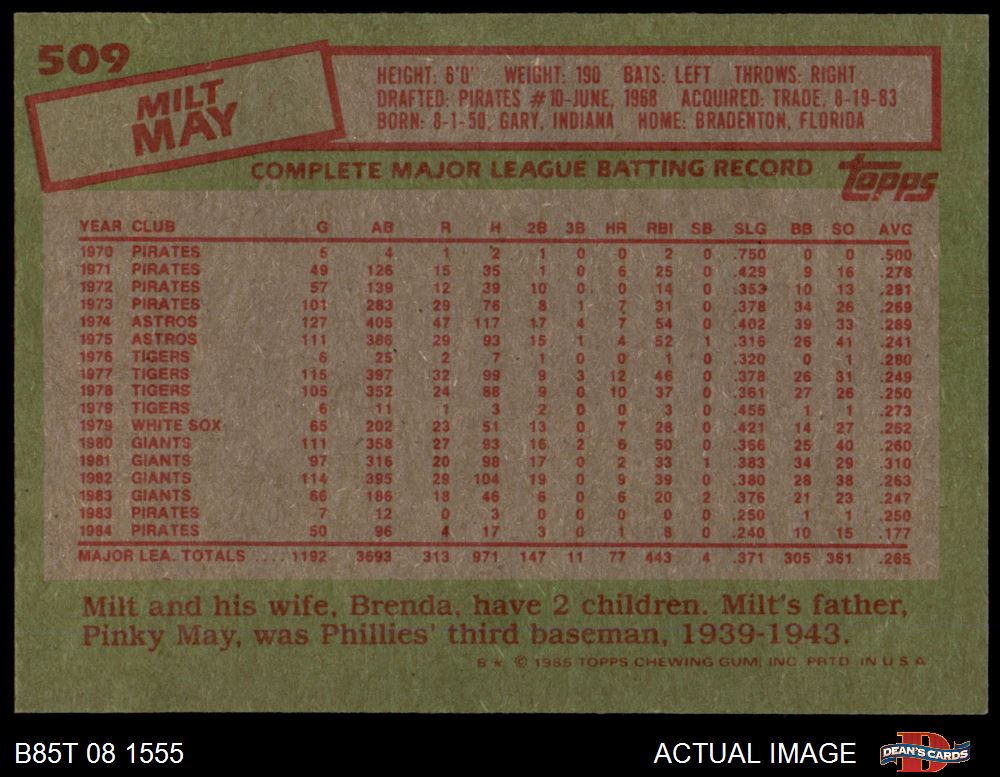 509
MILT
MAY
HEIGHT: 6'0" WEIGHT: 190 BATS: LEFT THROWS: RIGHT
DRAFTED: PIRATES #10-JUNE, 1968 ACQUIRED: TRADE, 8-19-83
BORN: 8-1-50, GARY, INDIANA HOME: BRADENTON, FLORIDA
COMPLETE MAJOR LEAGUE BATTING RECORD
topps
YEAR CLUB G AB R H 2B 3B HR RBI SB SLG BB SO AVG
1970 PIRATES 5 4 1 2 1 0 0 2 0 .750 0 0 .500
1971 PIRATES 49 126 15 35 1 0 6 25 0 .429 9 16 .278
1972 PIRATES 57 139 12 39 10 0 0 14 0 .353 10 13 .281
1973 PIRATES 101 283 29 76 8 1 7 31 0 .378 34 26 .269
1974 ASTROS 127 405 47 117 17 4 7 54 0 .402 39 33 .289
1975 ASTROS 111 386 29 93 15 1 4 52 1 .316 26 41 .241
1976 TIGERS 6 25 2 7 1 0 0 1 0 .320 0 1 .280
1977 TIGERS 115 397 32 99 9 3 12 46 0 .378 26 31 .249
1978 TIGERS 105 352 24 88 9 0 10 37 0 .361 27 26 .250
1979 TIGERS 6 11 1 3 2 0 0 3 0 .455 1 1 .273
1979 WHITE SOX 65 202 23 51 13 0 7 28 0 .421 14 27 .252
1980 GIANTS 111 358 27 93 16 2 6 50 0 .366 25 40 .260
1981 GIANTS 97 316 20 98 17 0 2 33 1 .383 34 29 .310
1982 GIANTS 114 395 29 104 19 0 9 39 0 .380 28 38 .263
1983 GIANTS 66 186 18 46 6 0 6 20 2 .376 21 23 .247
1983 PIRATES 7 12 0 3 0 0 0 0 0 .250 1 1 .250
1984 PIRATES 50 96 4 17 3 0 1 8 0 .240 10 15 .177
MAJOR LEA. TOTALS .... 1192 3693 313 971 147 11 77 443 4 .371 305 361 .265
Milt and his wife, Brenda, have 2 children. Milt's father,
Pinky May, was Phillies' third baseman, 1939-1943.
B★ © 1985 TOPPS CHEWING GUM, INC. PRTD. IN U S A
B85T 08 1555
ACTUAL IMAGE
DEAN'S CARDS